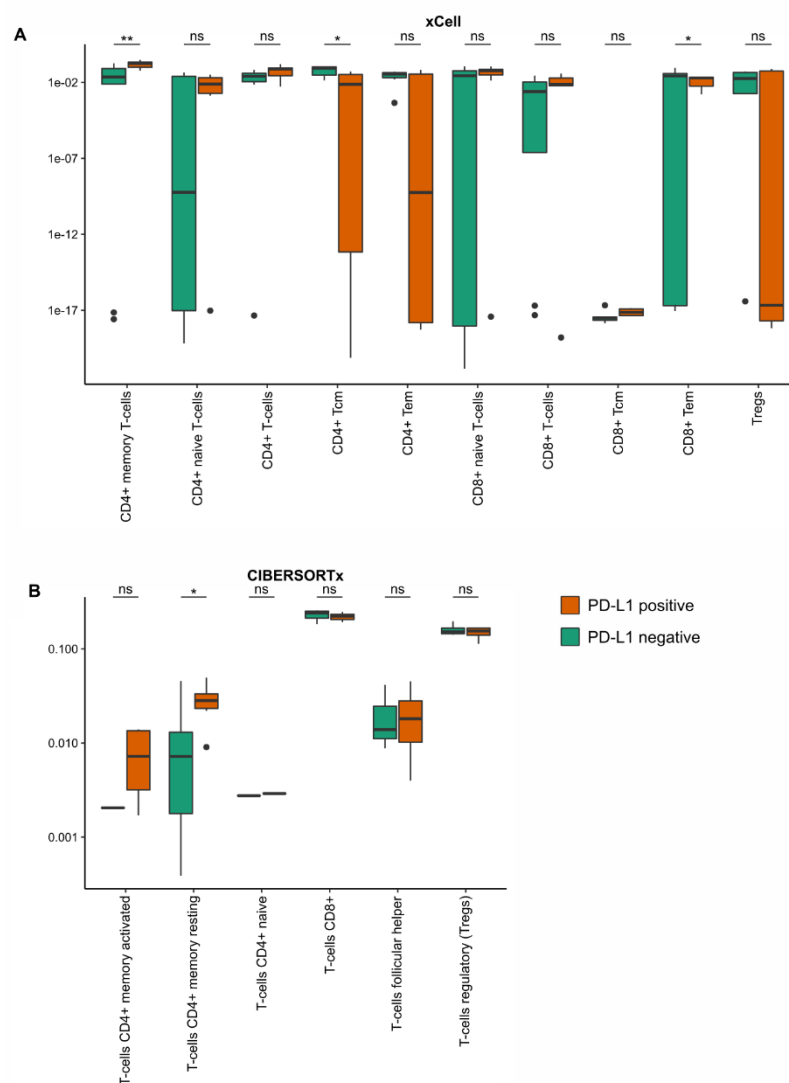 A
xCell
** ns ns * ns ns ns ns * ns
1e-02
1e-07
1e-12
1e-17
CD4+ memory T-cells
CD4+ naive T-cells
CD4+ T-cells
CD4+ Tcm
CD4+ Tem
CD8+ naive T-cells
CD8+ T-cells
CD8+ Tcm
CD8+ Tem
Tregs
B
CIBERSORTx
ns * ns ns ns ns
PD-L1 positive
PD-L1 negative
0.100
0.010
0.001
T-cells CD4+ memory activated
T-cells CD4+ memory resting
T-cells CD4+ naive
T-cells CD8+
T-cells follicular helper
T-cells regulatory (Tregs)